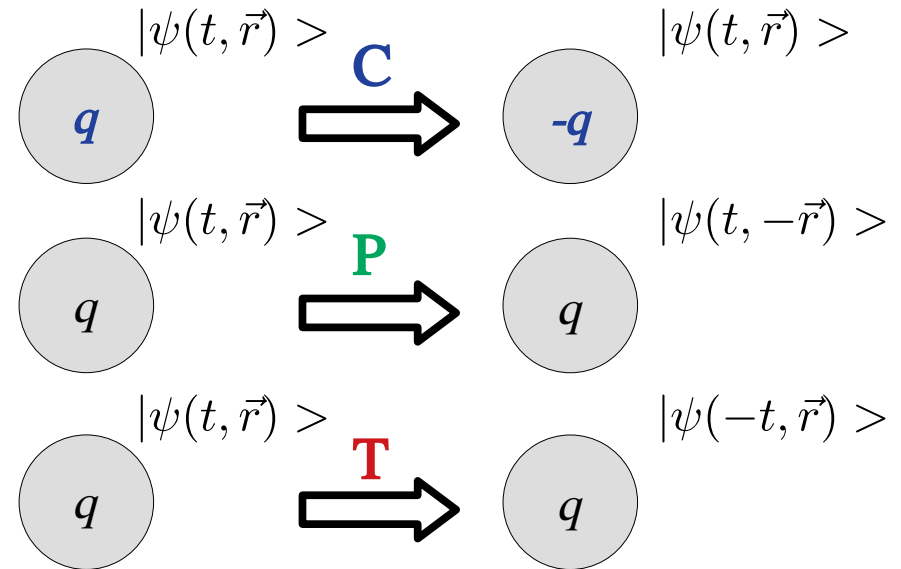 |ψ(t, r⃗) > C |ψ(t, r⃗) >
q -q
|ψ(t, r⃗) > P |ψ(t, −r⃗) >
q q
|ψ(t, r⃗) > T |ψ(−t, r⃗) >
q q